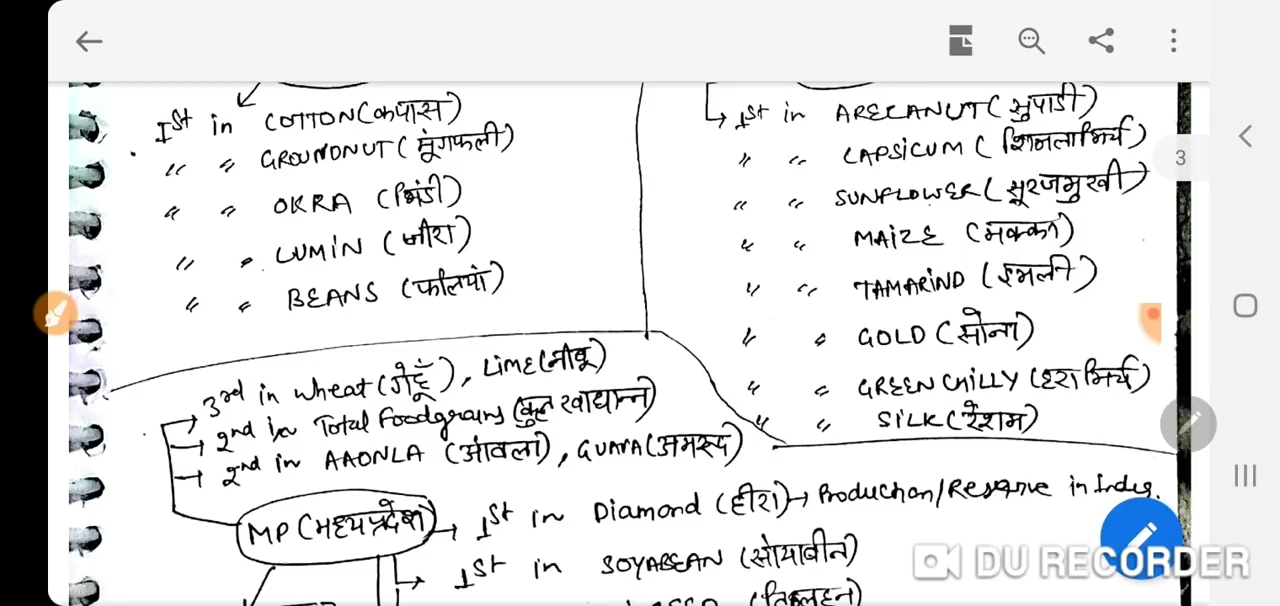 3
1st in COTTON (कपास)
" " GROUNDNUT (मूंगफली)
" " OKRA (भिंडी)
" " CUMIN (जीरा)
" " BEANS (फलियां)
1st in ARECANUT (सुपाडी)
" " CAPSICUM (शिमला मिर्च)
" " SUNFLOWER (सूरजमुखी)
" " MAIZE (मक्का)
" " TAMARIND (इमली)
" " GOLD (सोना)
" " GREEN CHILLY (हरा मिर्च)
" " SILK (रेशम)
3rd in wheat (गेहूँ), Lime (नीबू)
2nd in Total Foodgrains (कुल खाद्यान्न)
2nd in AAONLA (आंवला), GUAVA (अमरूद)
MP (मध्यप्रदेश) → 1st in Diamond (हीरा) → Production/Reserve in India.
→ 1st in SOYABEAN (सोयाबीन)
(तिलहन)
DU RECORDER